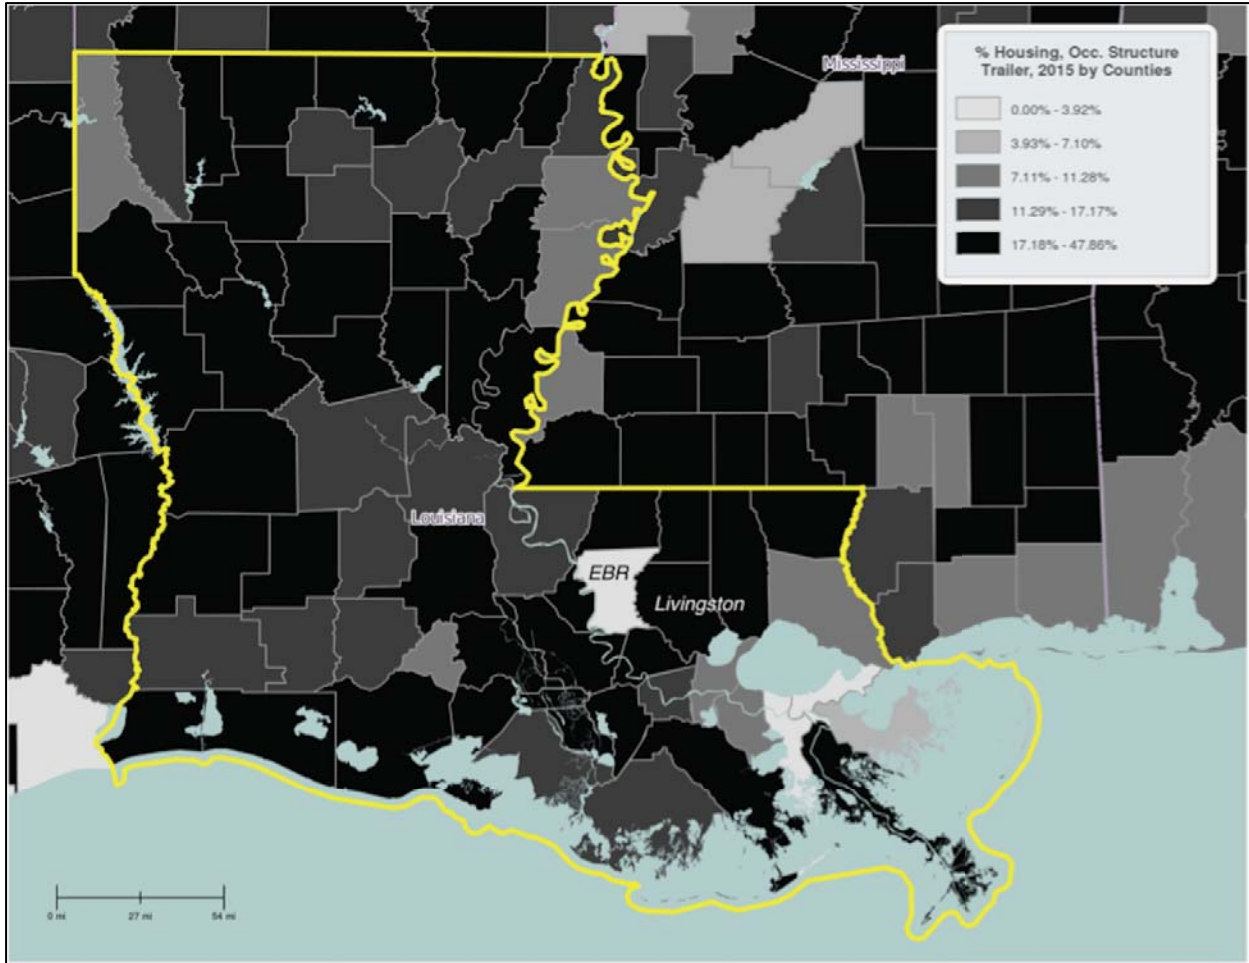 % Housing, Occ. Structure
Trailer, 2015 by Counties
0.00% - 3.92%
3.93% - 7.10%
7.11% - 11.28%
11.29% - 17.17%
17.18% - 47.86%
Mississippi
Louisiana
EBR
Livingston
0 mi 27 mi 54 mi